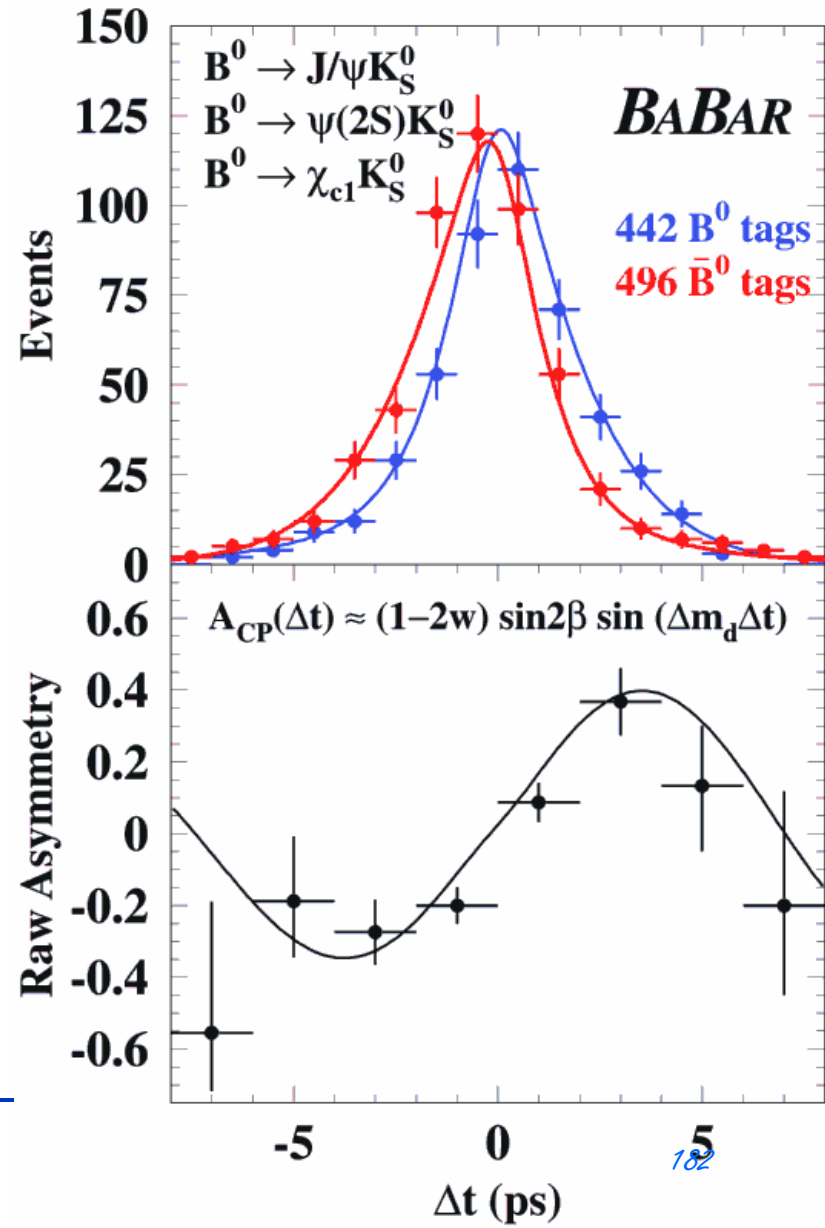 150
B⁰ → J/ψK⁰S
B⁰ → ψ(2S)K⁰S
B⁰ → χc1K⁰S
BABAR
125
100
442 B⁰ tags
496 B̄⁰ tags
75
50
25
0
Events
ACP(Δt) ≈ (1−2w) sin2β sin (ΔmdΔt)
0.6
0.4
0.2
0
-0.2
-0.4
-0.6
Raw Asymmetry
-5 0 5
182
Δt (ps)